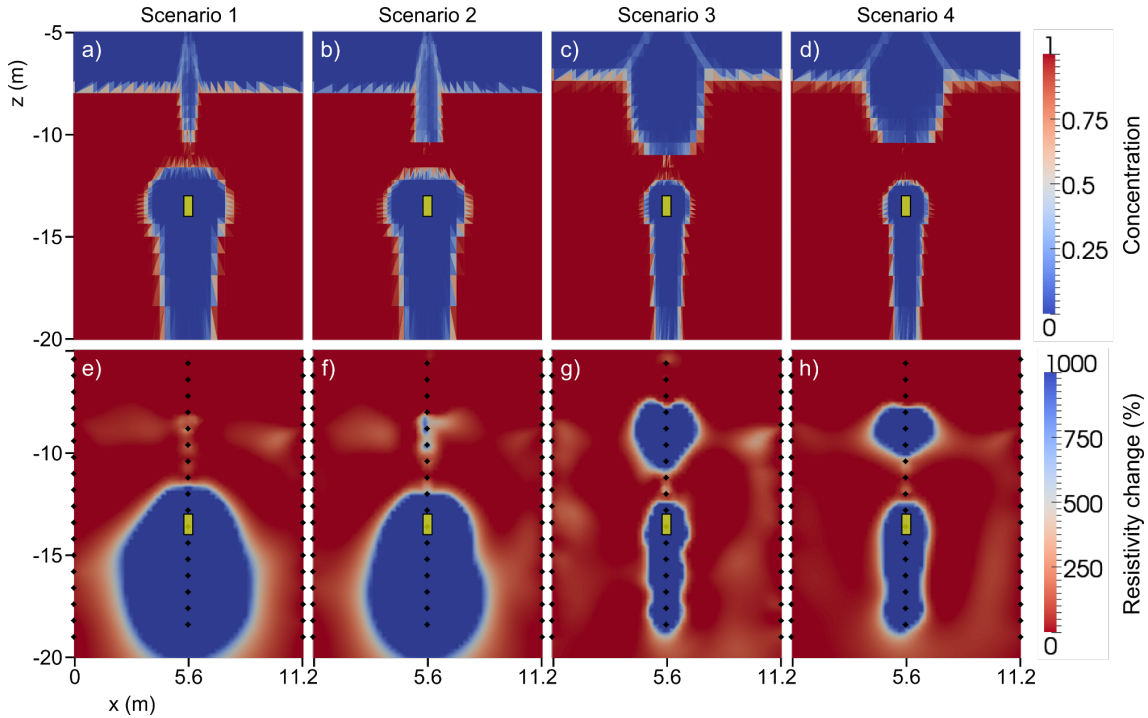 Scenario 1 Scenario 2 Scenario 3 Scenario 4
a) b) c) d)
-5
-10
-15
-20
z (m)
1
0.75
0.5
0.25
0
Concentration
e) f) g) h)
-10
-15
-20
1000
750
500
250
0
Resistivity change (%)
0 5.6 11.2 5.6 11.2 5.6 11.2 5.6 11.2
x (m)